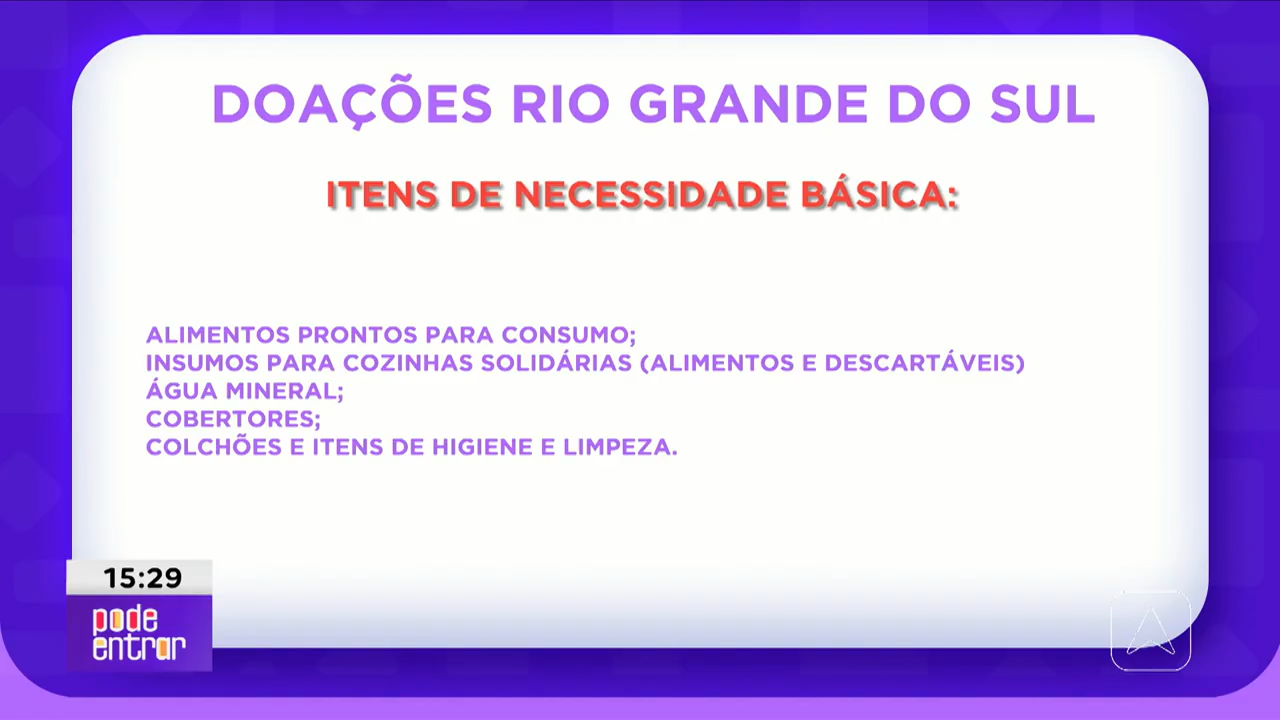 DOAÇÕES RIO GRANDE DO SUL
ITENS DE NECESSIDADE BÁSICA:
ALIMENTOS PRONTOS PARA CONSUMO;
INSUMOS PARA COZINHAS SOLIDÁRIAS (ALIMENTOS E DESCARTÁVEIS)
ÁGUA MINERAL;
COBERTORES;
COLCHÕES E ITENS DE HIGIENE E LIMPEZA.
15:29
pode
entrar